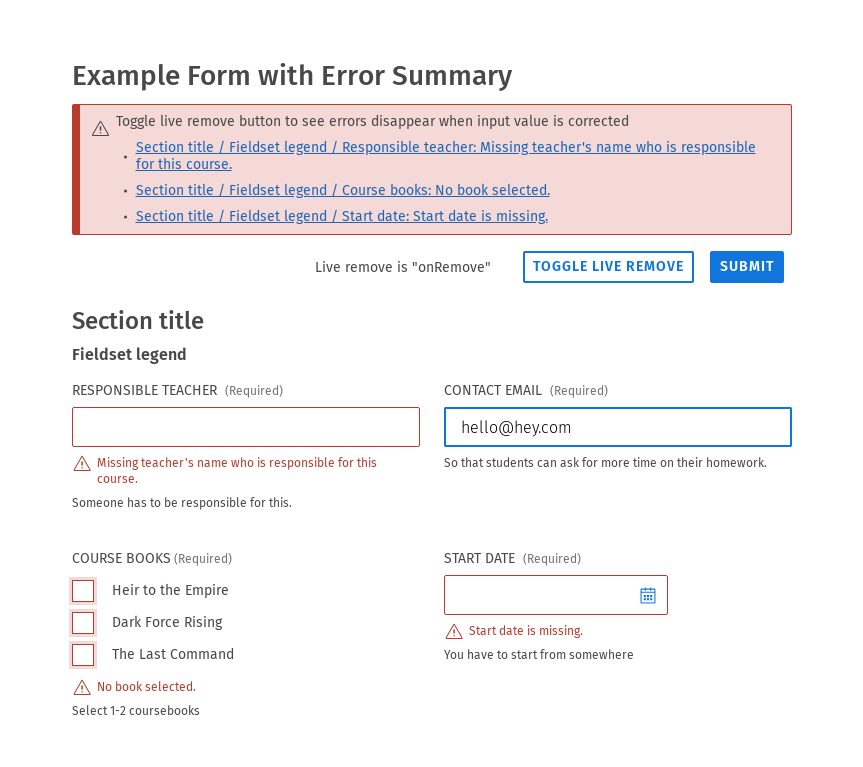 Example Form with Error Summary
Toggle live remove button to see errors disappear when input value is corrected
Section title / Fieldset legend / Responsible teacher: Missing teacher's name who is responsible
for this course.
Section title / Fieldset legend / Course books: No book selected.
Section title / Fieldset legend / Start date: Start date is missing.
Live remove is "onRemove"
TOGGLE LIVE REMOVE
SUBMIT
Section title
Fieldset legend
RESPONSIBLE TEACHER (Required)
Missing teacher's name who is responsible for this
course.
Someone has to be responsible for this.
CONTACT EMAIL (Required)
hello@hey.com
So that students can ask for more time on their homework.
COURSE BOOKS (Required)
Heir to the Empire
Dark Force Rising
The Last Command
No book selected.
Select 1-2 coursebooks
START DATE (Required)
Start date is missing.
You have to start from somewhere